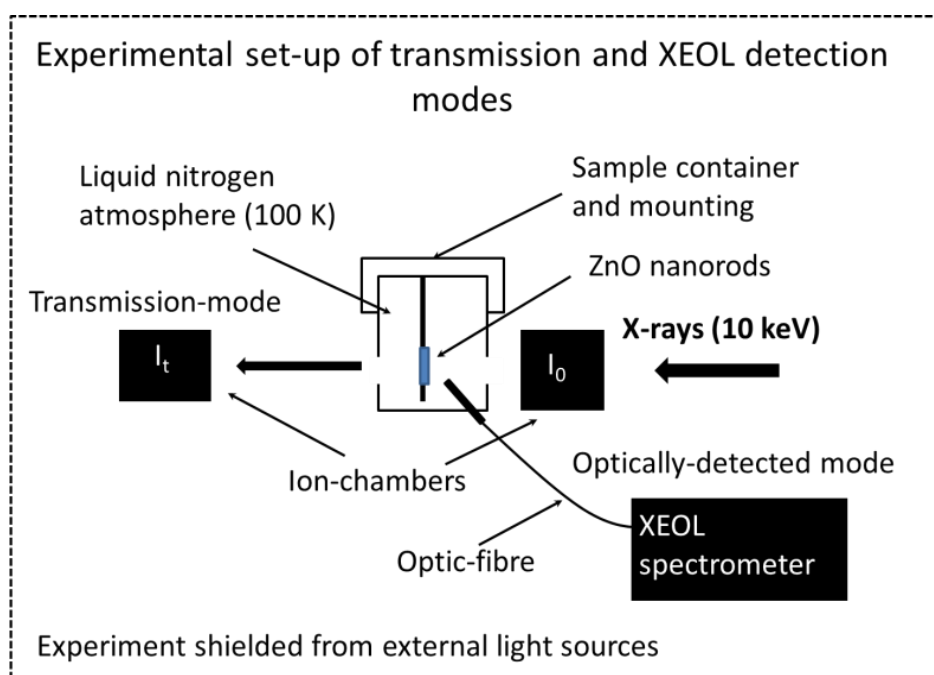 Experimental set-up of transmission and XEOL detection
modes
Liquid nitrogen
atmosphere (100 K)
Sample container
and mounting
ZnO nanorods
Transmission-mode
X-rays (10 keV)
Iₜ
I₀
Ion-chambers
Optically-detected mode
Optic-fibre
XEOL
spectrometer
Experiment shielded from external light sources